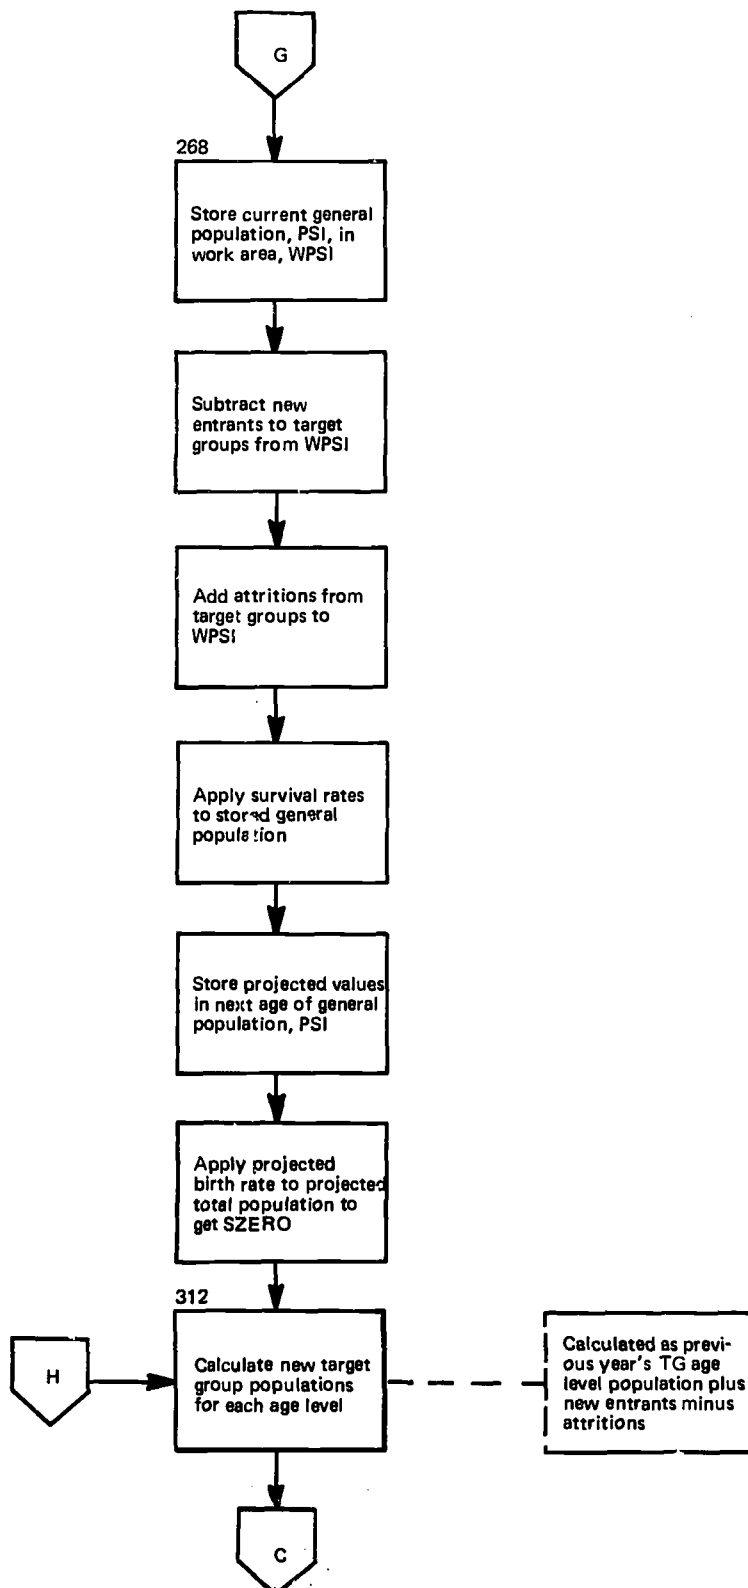 G
268
Store current general
population, PSI, in
work area, WPSI
Subtract new
entrants to target
groups from WPSI
Add attritions from
target groups to
WPSI
Apply survival rates
to stored general
population
Store projected values
in next age of general
population, PSI
Apply projected
birth rate to projected
total population to
get SZERO
312
H
Calculate new target
group populations
for each age level
Calculated as previ-
ous year's TG age
level population plus
new entrants minus
attritions
C